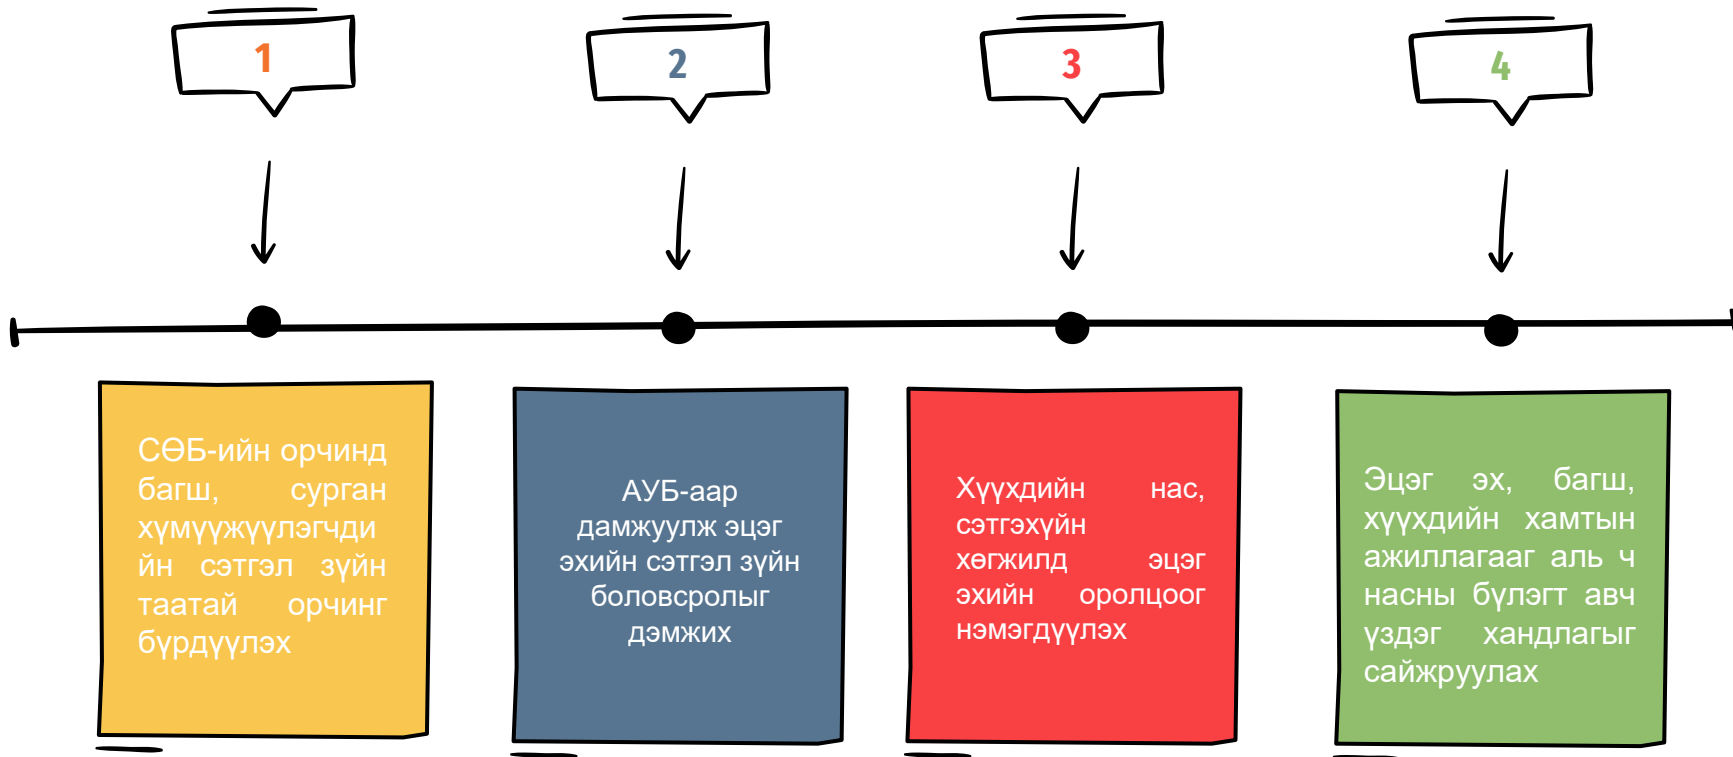 1
2
3
4
СӨБ-ийн орчинд
багш, сурган
хүмүүжүүлэгчди
йн сэтгэл зүйн
таатай орчинг
бүрдүүлэх
АУБ-аар
дамжуулж эцэг
эхийн сэтгэл зүйн
боловсролыг
дэмжих
Хүүхдийн нас,
сэтгэхүйн
хөгжилд эцэг
эхийн оролцоог
нэмэгдүүлэх
Эцэг эх, багш,
хүүхдийн хамтын
ажиллагааг аль ч
насны бүлэгт авч
үздэг хандлагыг
сайжруулах